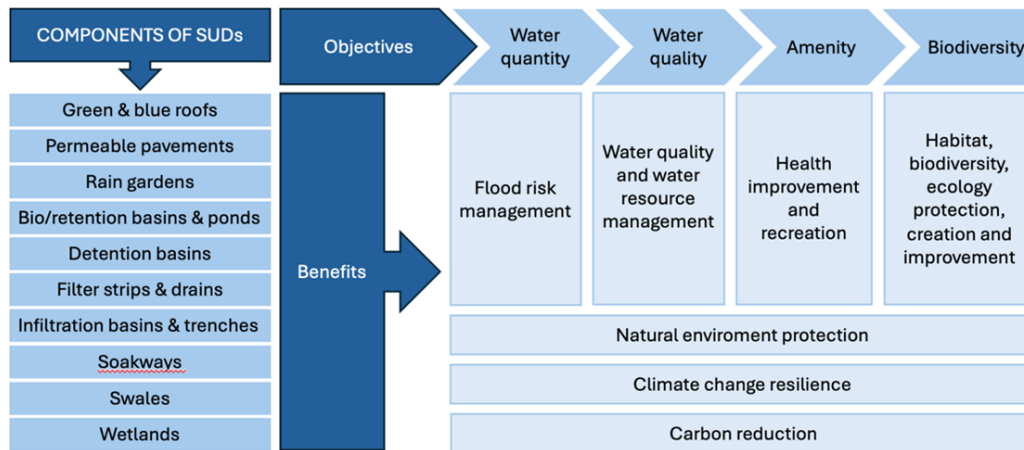 COMPONENTS OF SUDs
Green & blue roofs
Permeable pavements
Rain gardens
Bio/retention basins & ponds
Detention basins
Filter strips & drains
Infiltration basins & trenches
Soakways
Swales
Wetlands
Objectives
Water
quantity
Water
quality
Amenity
Biodiversity
Benefits
Flood risk
management
Water quality
and water
resource
management
Health
improvement
and
recreation
Habitat,
biodiversity,
ecology
protection,
creation and
improvement
Natural enviroment protection
Climate change resilience
Carbon reduction